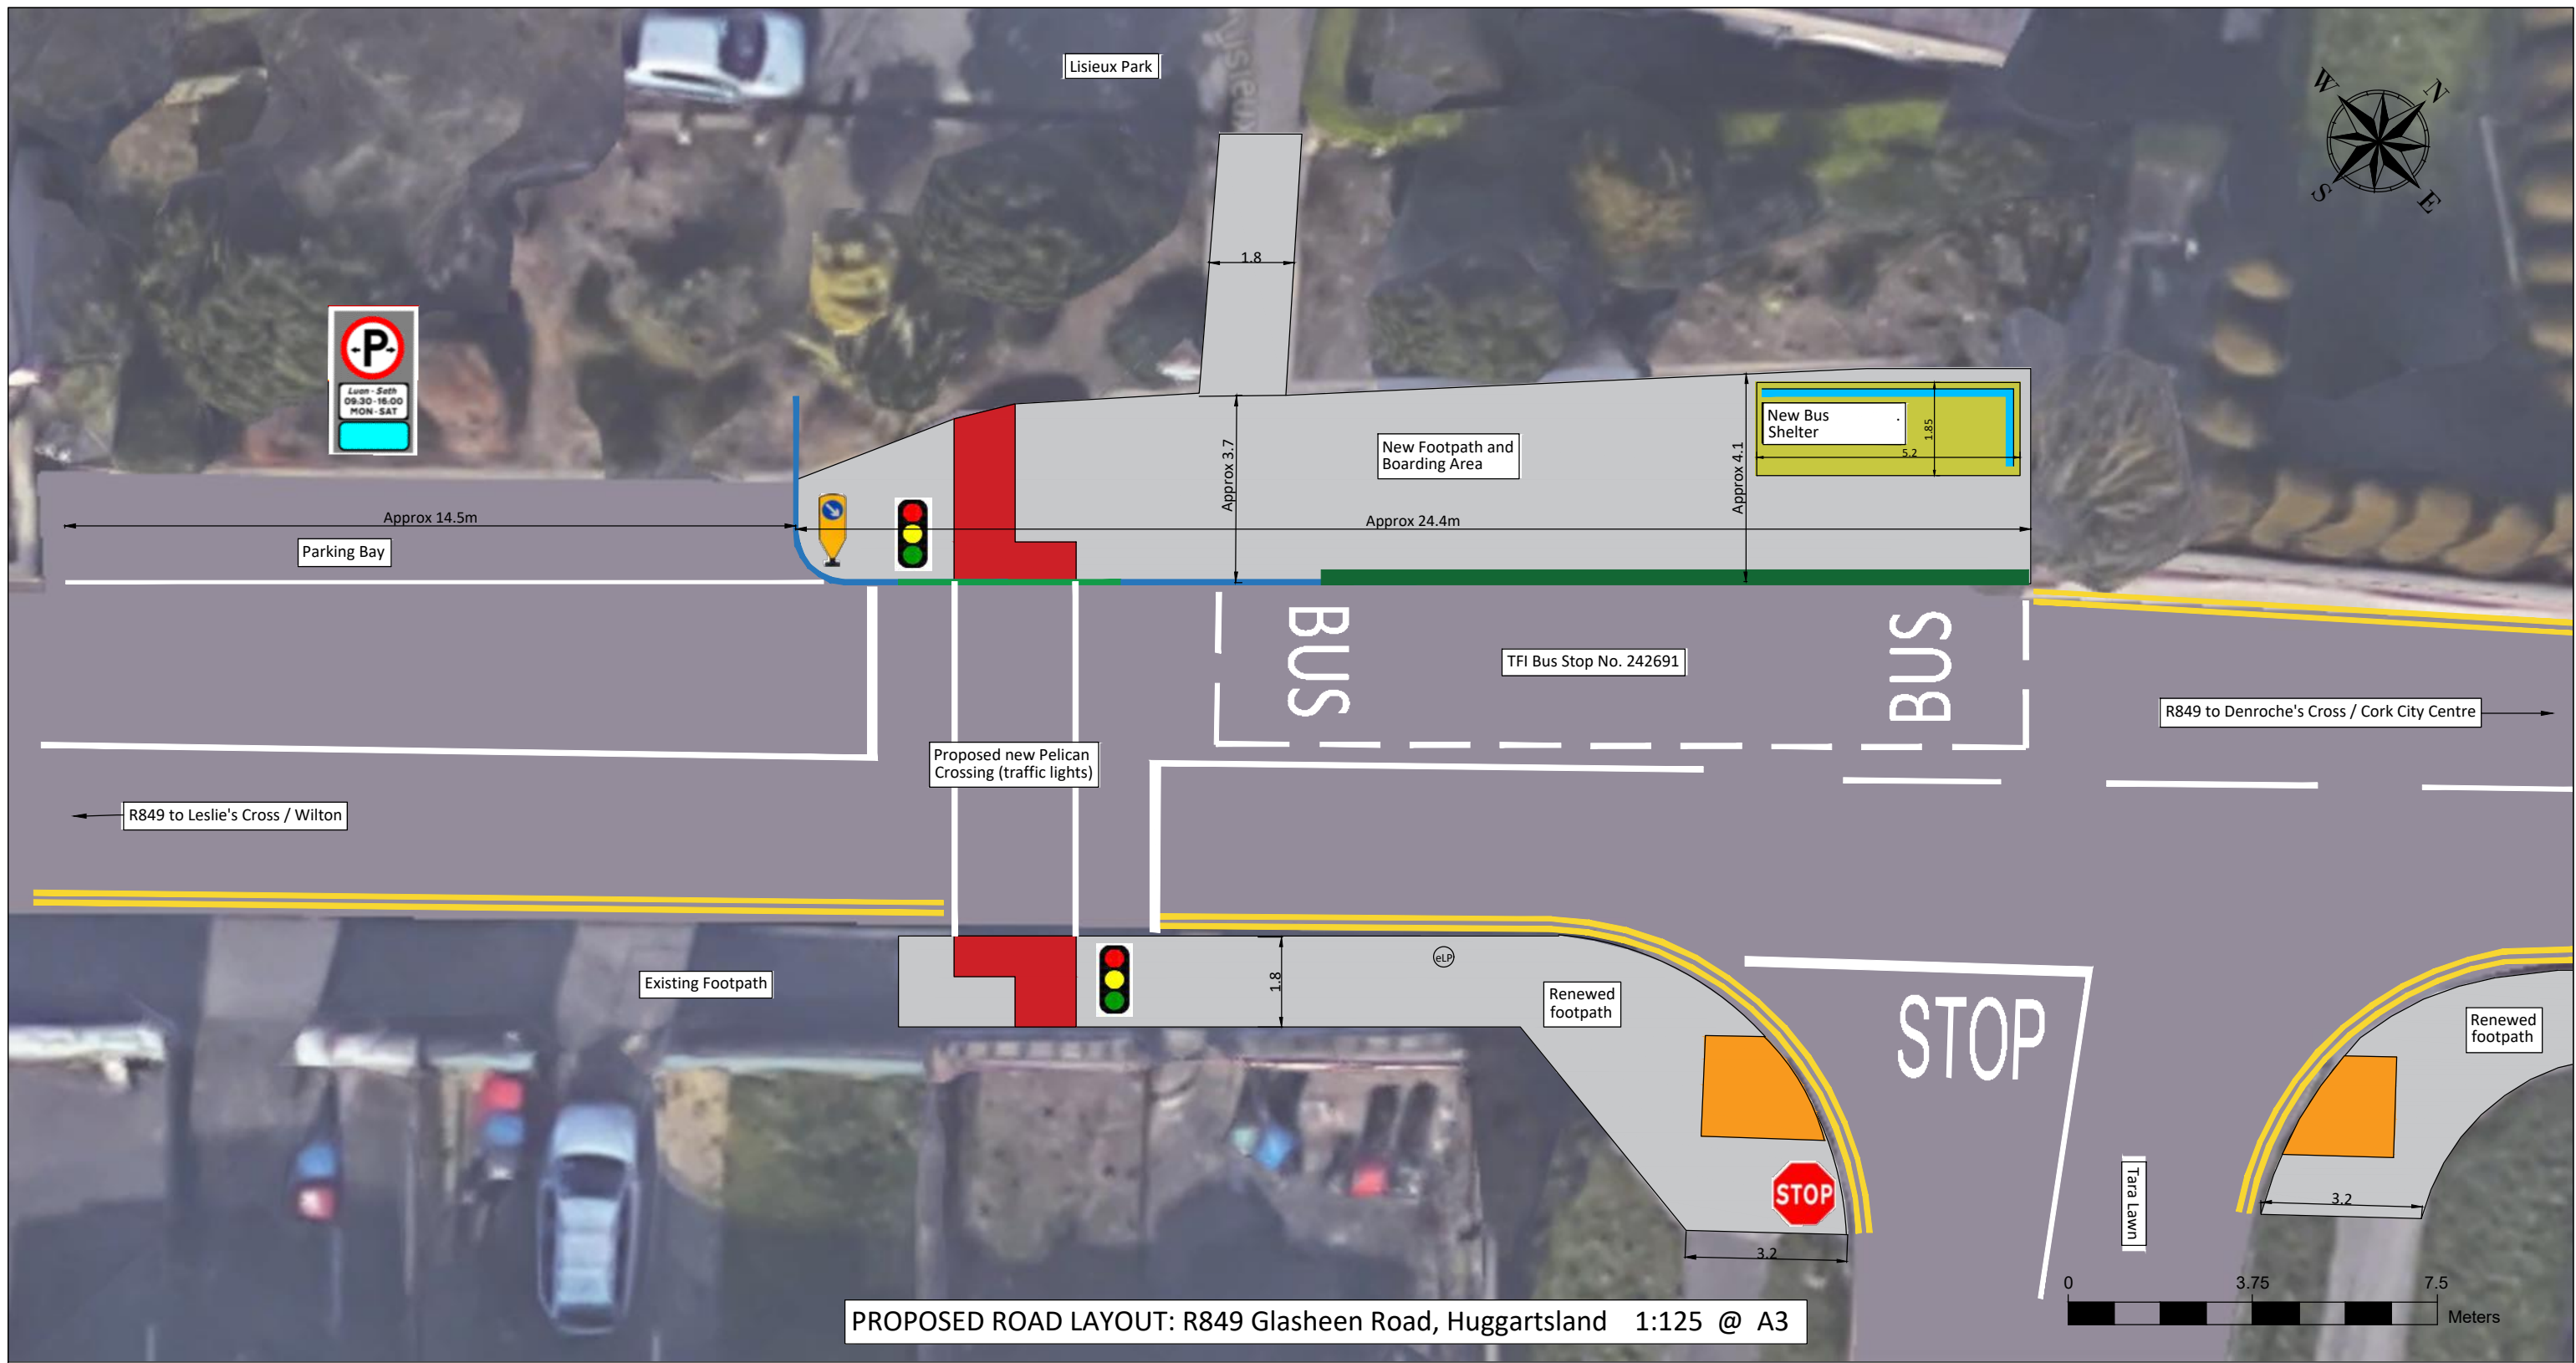 Lisieux Park
W
N
S
E
1.8
P
Luan - Sath
09:30-16:00
MON-SAT
New Bus
Shelter
1.85
5.2
Approx 3.7
New Footpath and
Boarding Area
Approx 4.1
Approx 14.5m
Approx 24.4m
Parking Bay
BUS
TFI Bus Stop No. 242691
BUS
R849 to Denroche's Cross / Cork City Centre
Proposed new Pelican
Crossing (traffic lights)
R849 to Leslie's Cross / Wilton
Existing Footpath
1.8
eLP
Renewed
footpath
STOP
Renewed
footpath
STOP
Tara Lawn
3.2
3.2
0 3.75 7.5
Meters
PROPOSED ROAD LAYOUT: R849 Glasheen Road, Huggartsland 1:125 @ A3